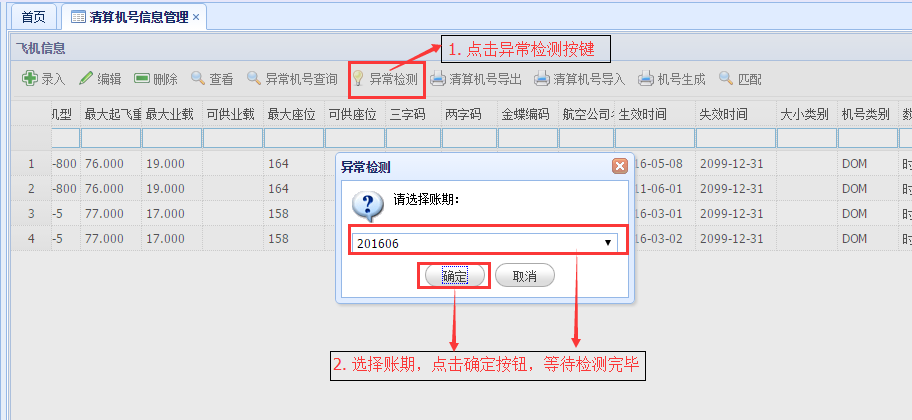 首页 清算机号信息管理 ×
飞机信息
1. 点击异常检测按键
录入 编辑 删除 查看 异常机号查询 异常检测 清算机号导出 清算机号导入 机号生成 匹配
机型 最大起飞重 最大业载 可供业载 最大座位 可供座位 三字码 两字码 金蝶编码 航空公司名 生效时间 失效时间 大小类别 机号类别 数
1 -800 76.000 19.000 164 16-05-08 2099-12-31 DOM 时
2 -800 76.000 19.000 164 11-06-01 2099-12-31 DOM 时
3 -5 77.000 17.000 158 16-03-01 2099-12-31 DOM 时
4 -5 77.000 17.000 158 16-03-02 2099-12-31 DOM 时
异常检测
请选择账期：
201606
确定 取消
2. 选择账期，点击确定按钮，等待检测完毕